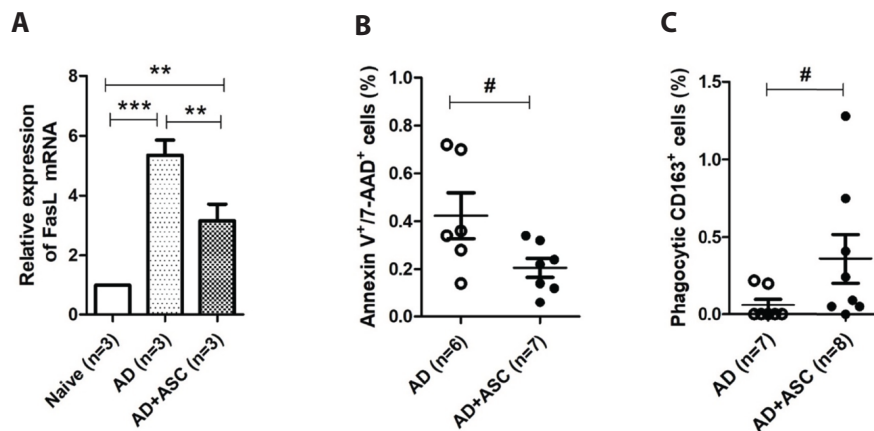 A
Relative expression
of FasL mRNA
8
6
4
2
0
**
*** **
Naive (n=3)
AD (n=3)
AD+ASC (n=3)
B
Annexin V+/7-AAD+ cells (%)
1.0
0.8
0.6
0.4
0.2
0.0
#
AD (n=6)
AD+ASC (n=7)
C
Phagocytic CD163+ cells (%)
1.5
1.0
0.5
0.0
#
AD (n=7)
AD+ASC (n=8)